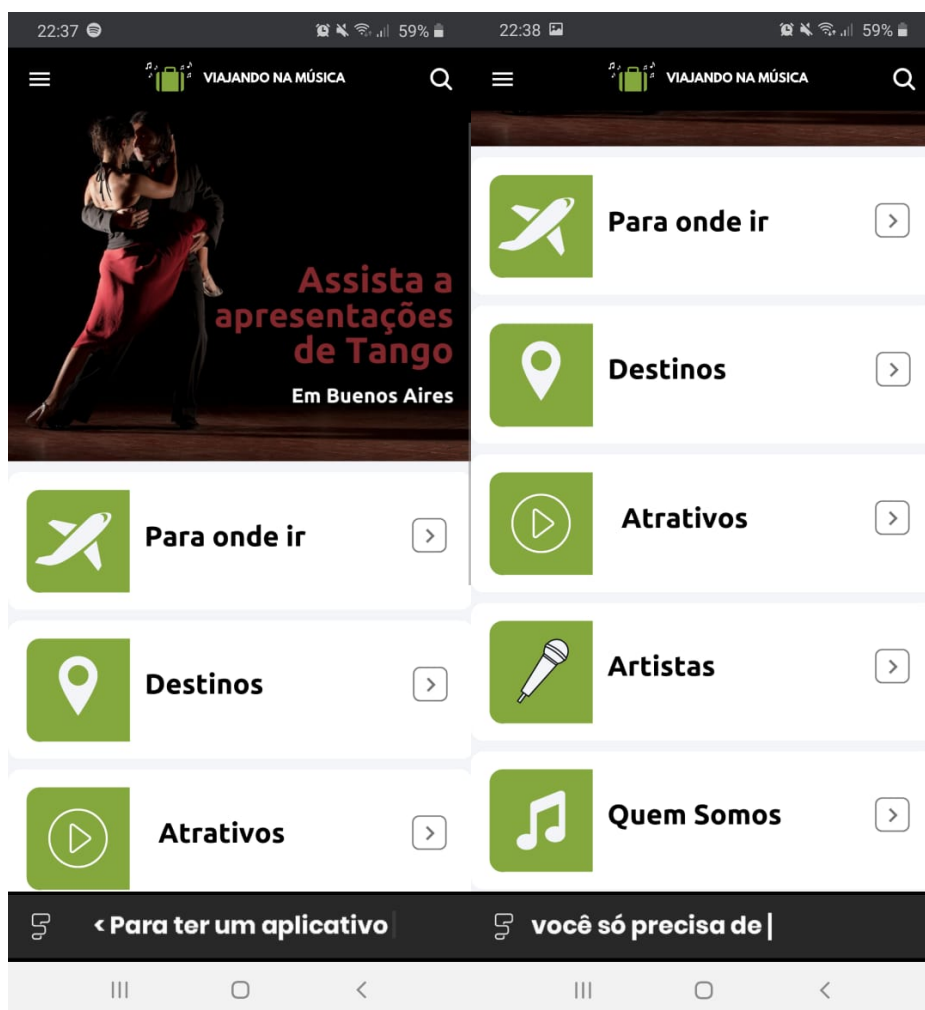 22:37
59%
VIAJANDO NA MÚSICA
Assista a
apresentações
de Tango
Em Buenos Aires
Para onde ir
Destinos
Atrativos
< Para ter um aplicativo
22:38
59%
VIAJANDO NA MÚSICA
Para onde ir
Destinos
Atrativos
Artistas
Quem Somos
você só precisa de |